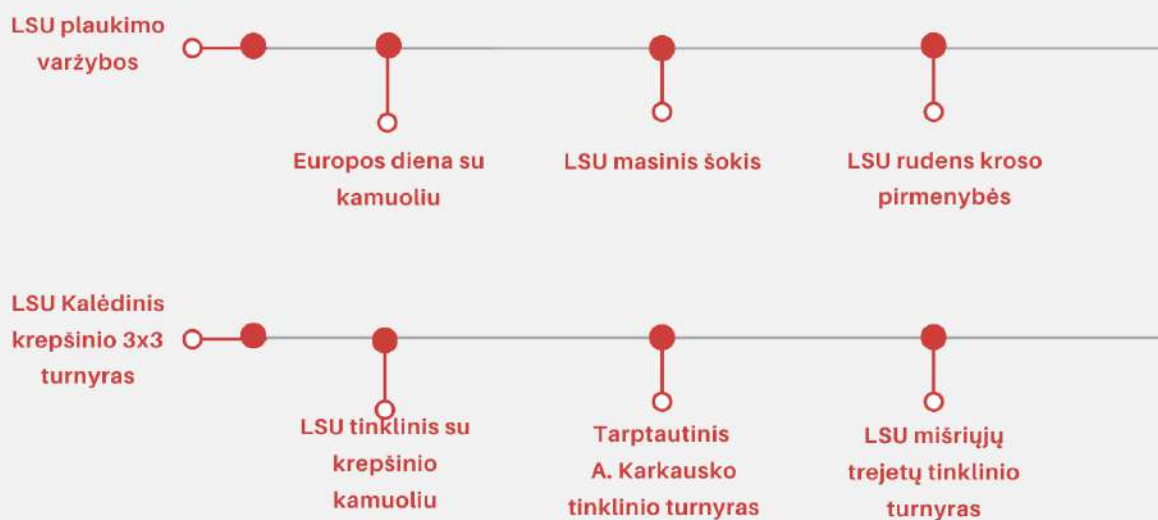 LSU plaukimo
varžybos
Europos diena su
kamuoliu
LSU masinis šokis
LSU rudens kroso
pirmenybės
LSU Kalėdinis
krepšinio 3x3
turnyras
LSU tinklinis su
krepšinio
kamuoliu
Tarptautinis
A. Karkausko
tinklinio turnyras
LSU mišriųjų
trejetų tinklinio
turnyras